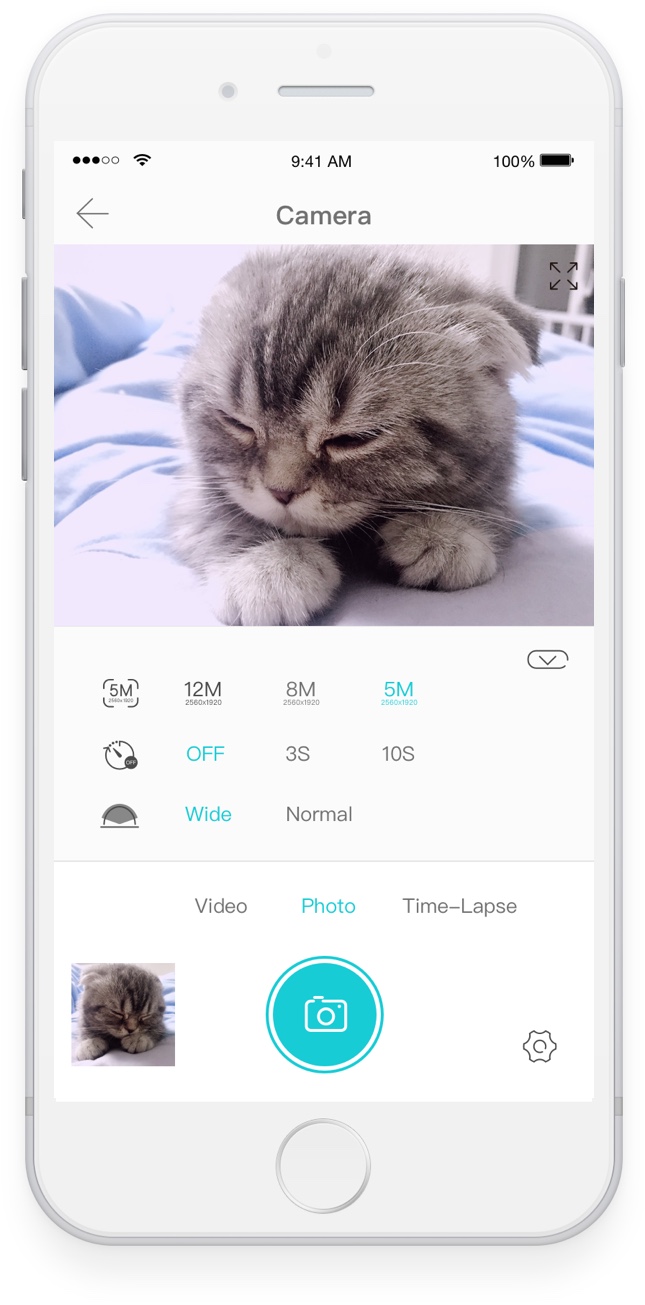 9:41 AM 100%
Camera
5M 12M 8M 5M
2560x1920 2560x1920 2560x1920 2560x1920
OFF OFF 3S 10S
Wide Normal
Video Photo Time-Lapse